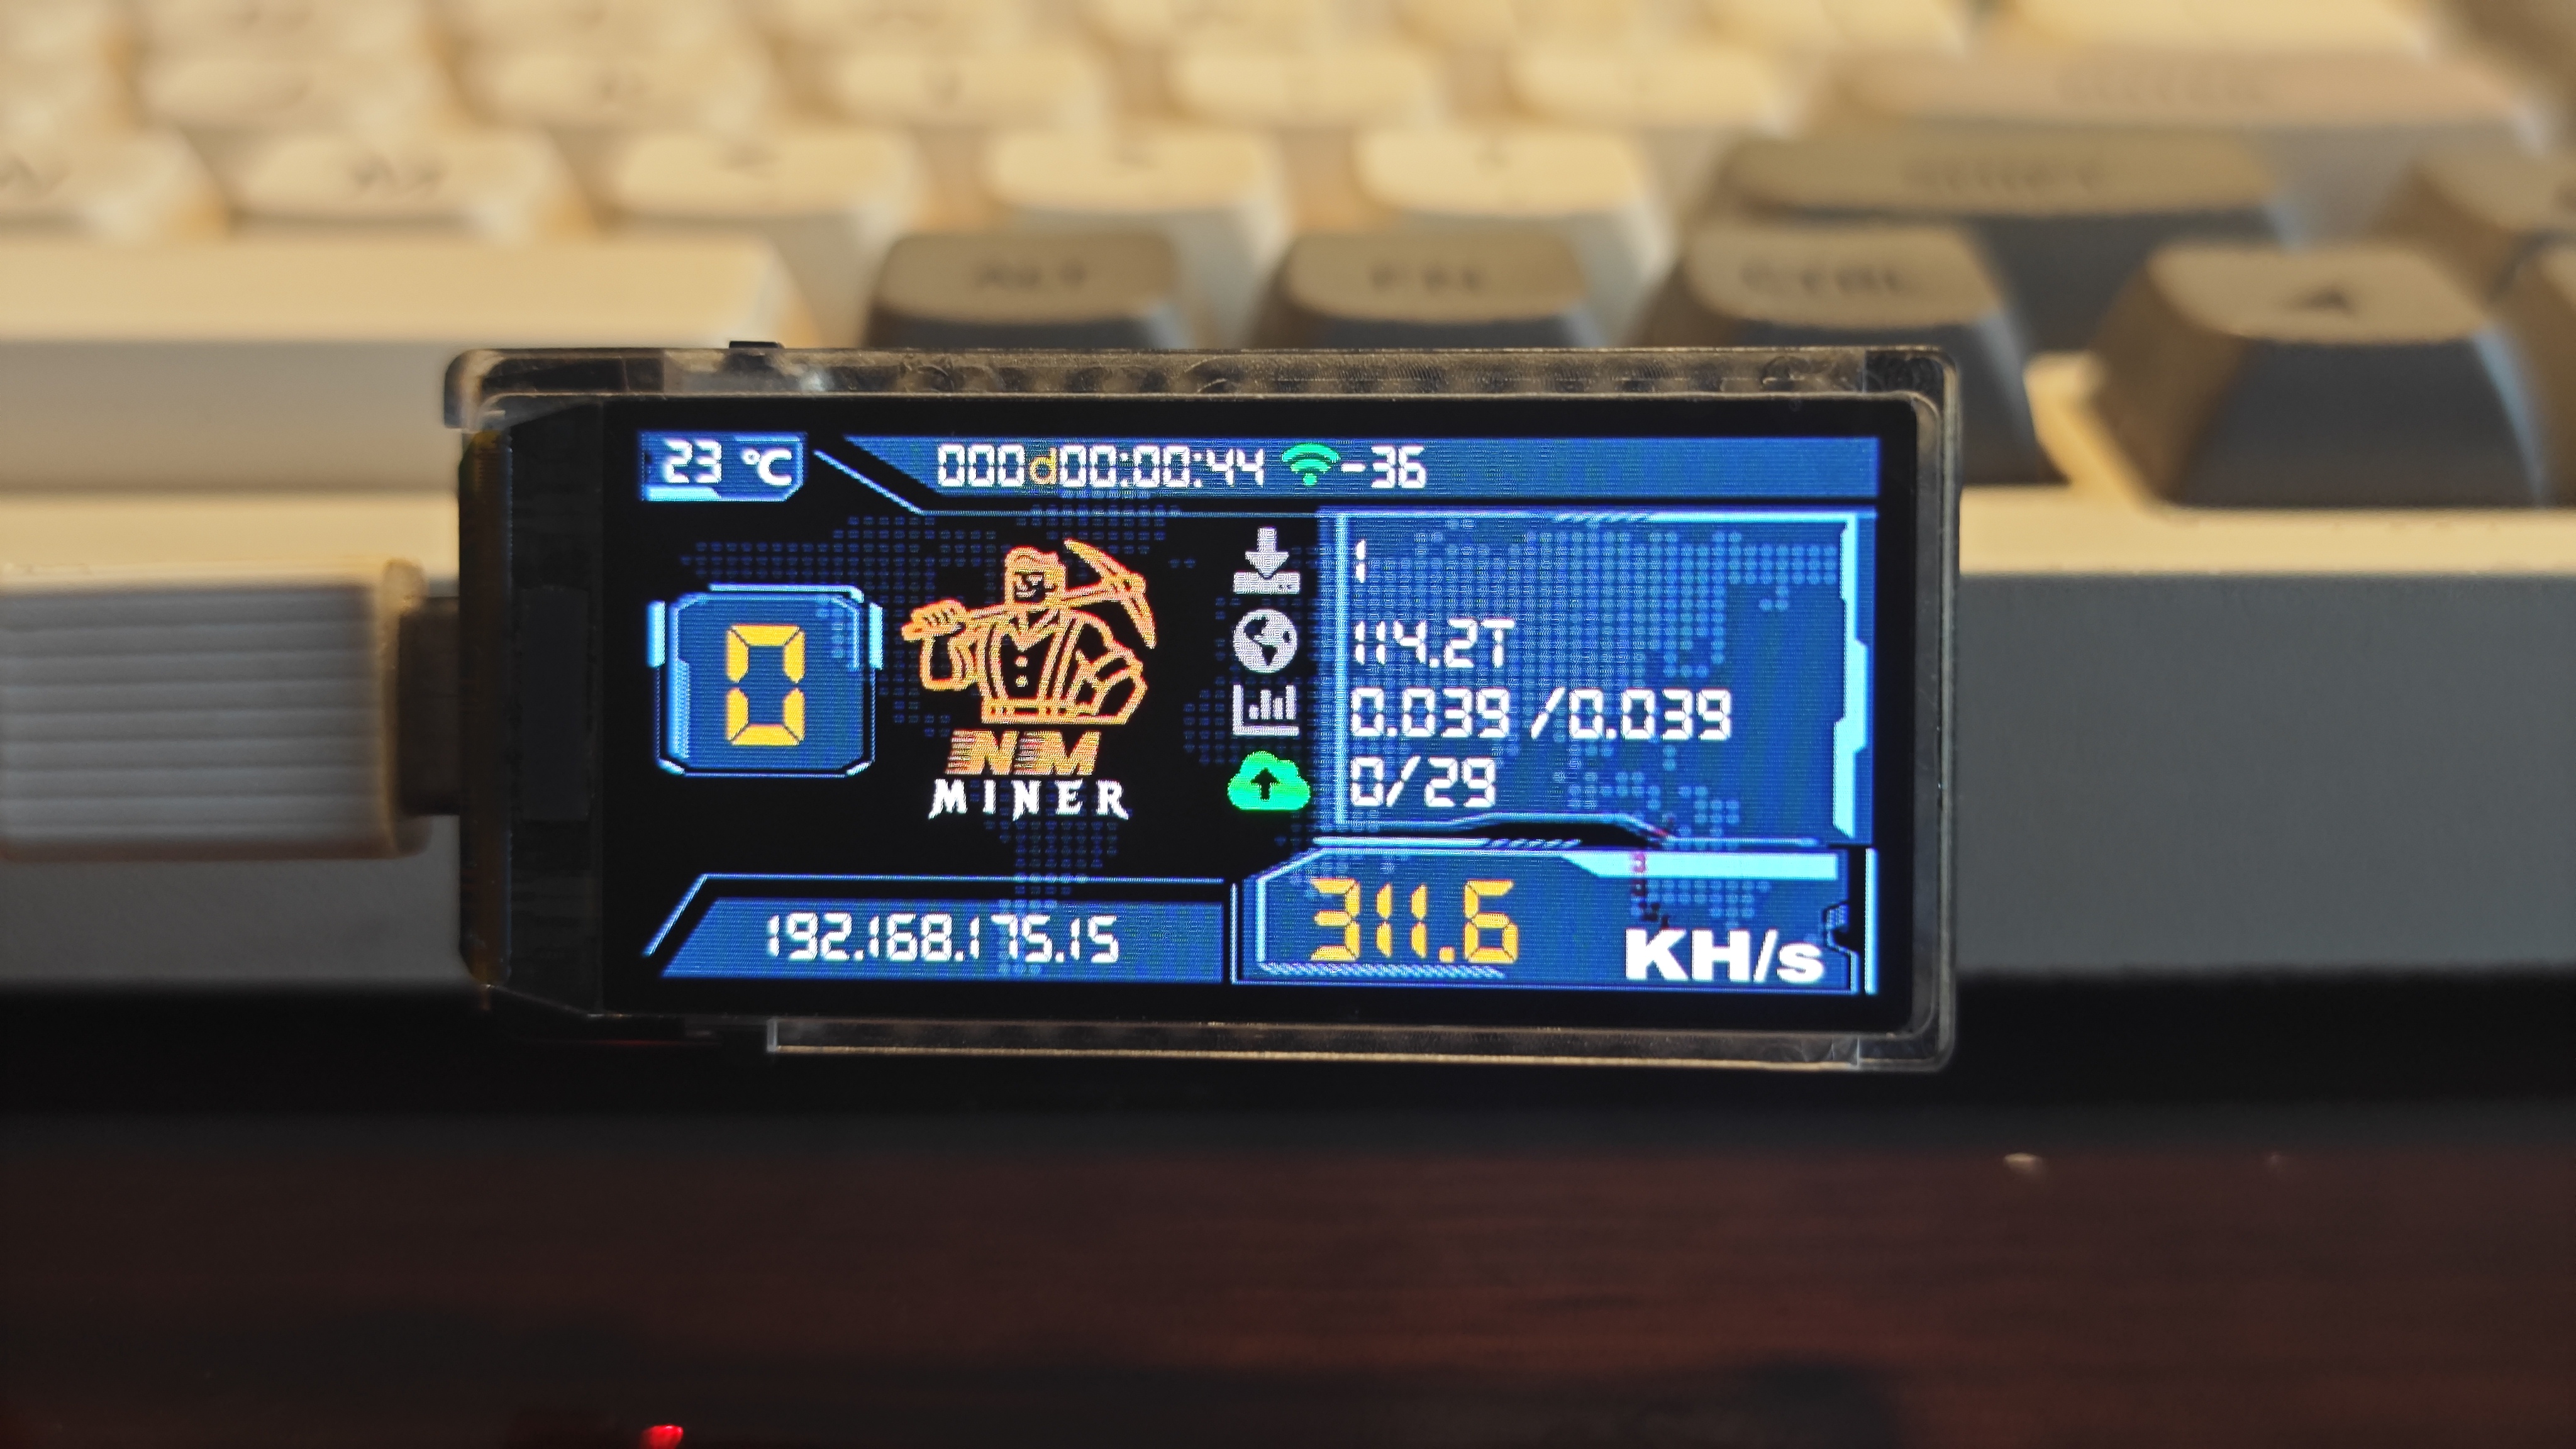 23 °C
000d00:00:44 -36
1
114.2T
0
0.039/0.039
NM
MINER
0/29
192.168.175.15
311.6
KH/s
ALT